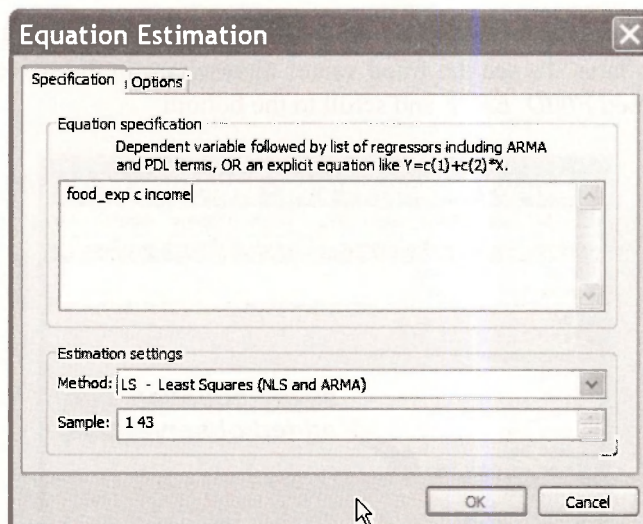 Equation Estimation
Specification Options
Equation specification
Dependent variable followed by list of regressors including ARMA
and PDL terms, OR an explicit equation like Y=c(1)+c(2)*X.
food_exp c income
Estimation settings
Method: LS - Least Squares (NLS and ARMA)
Sample: 1 43
OK Cancel